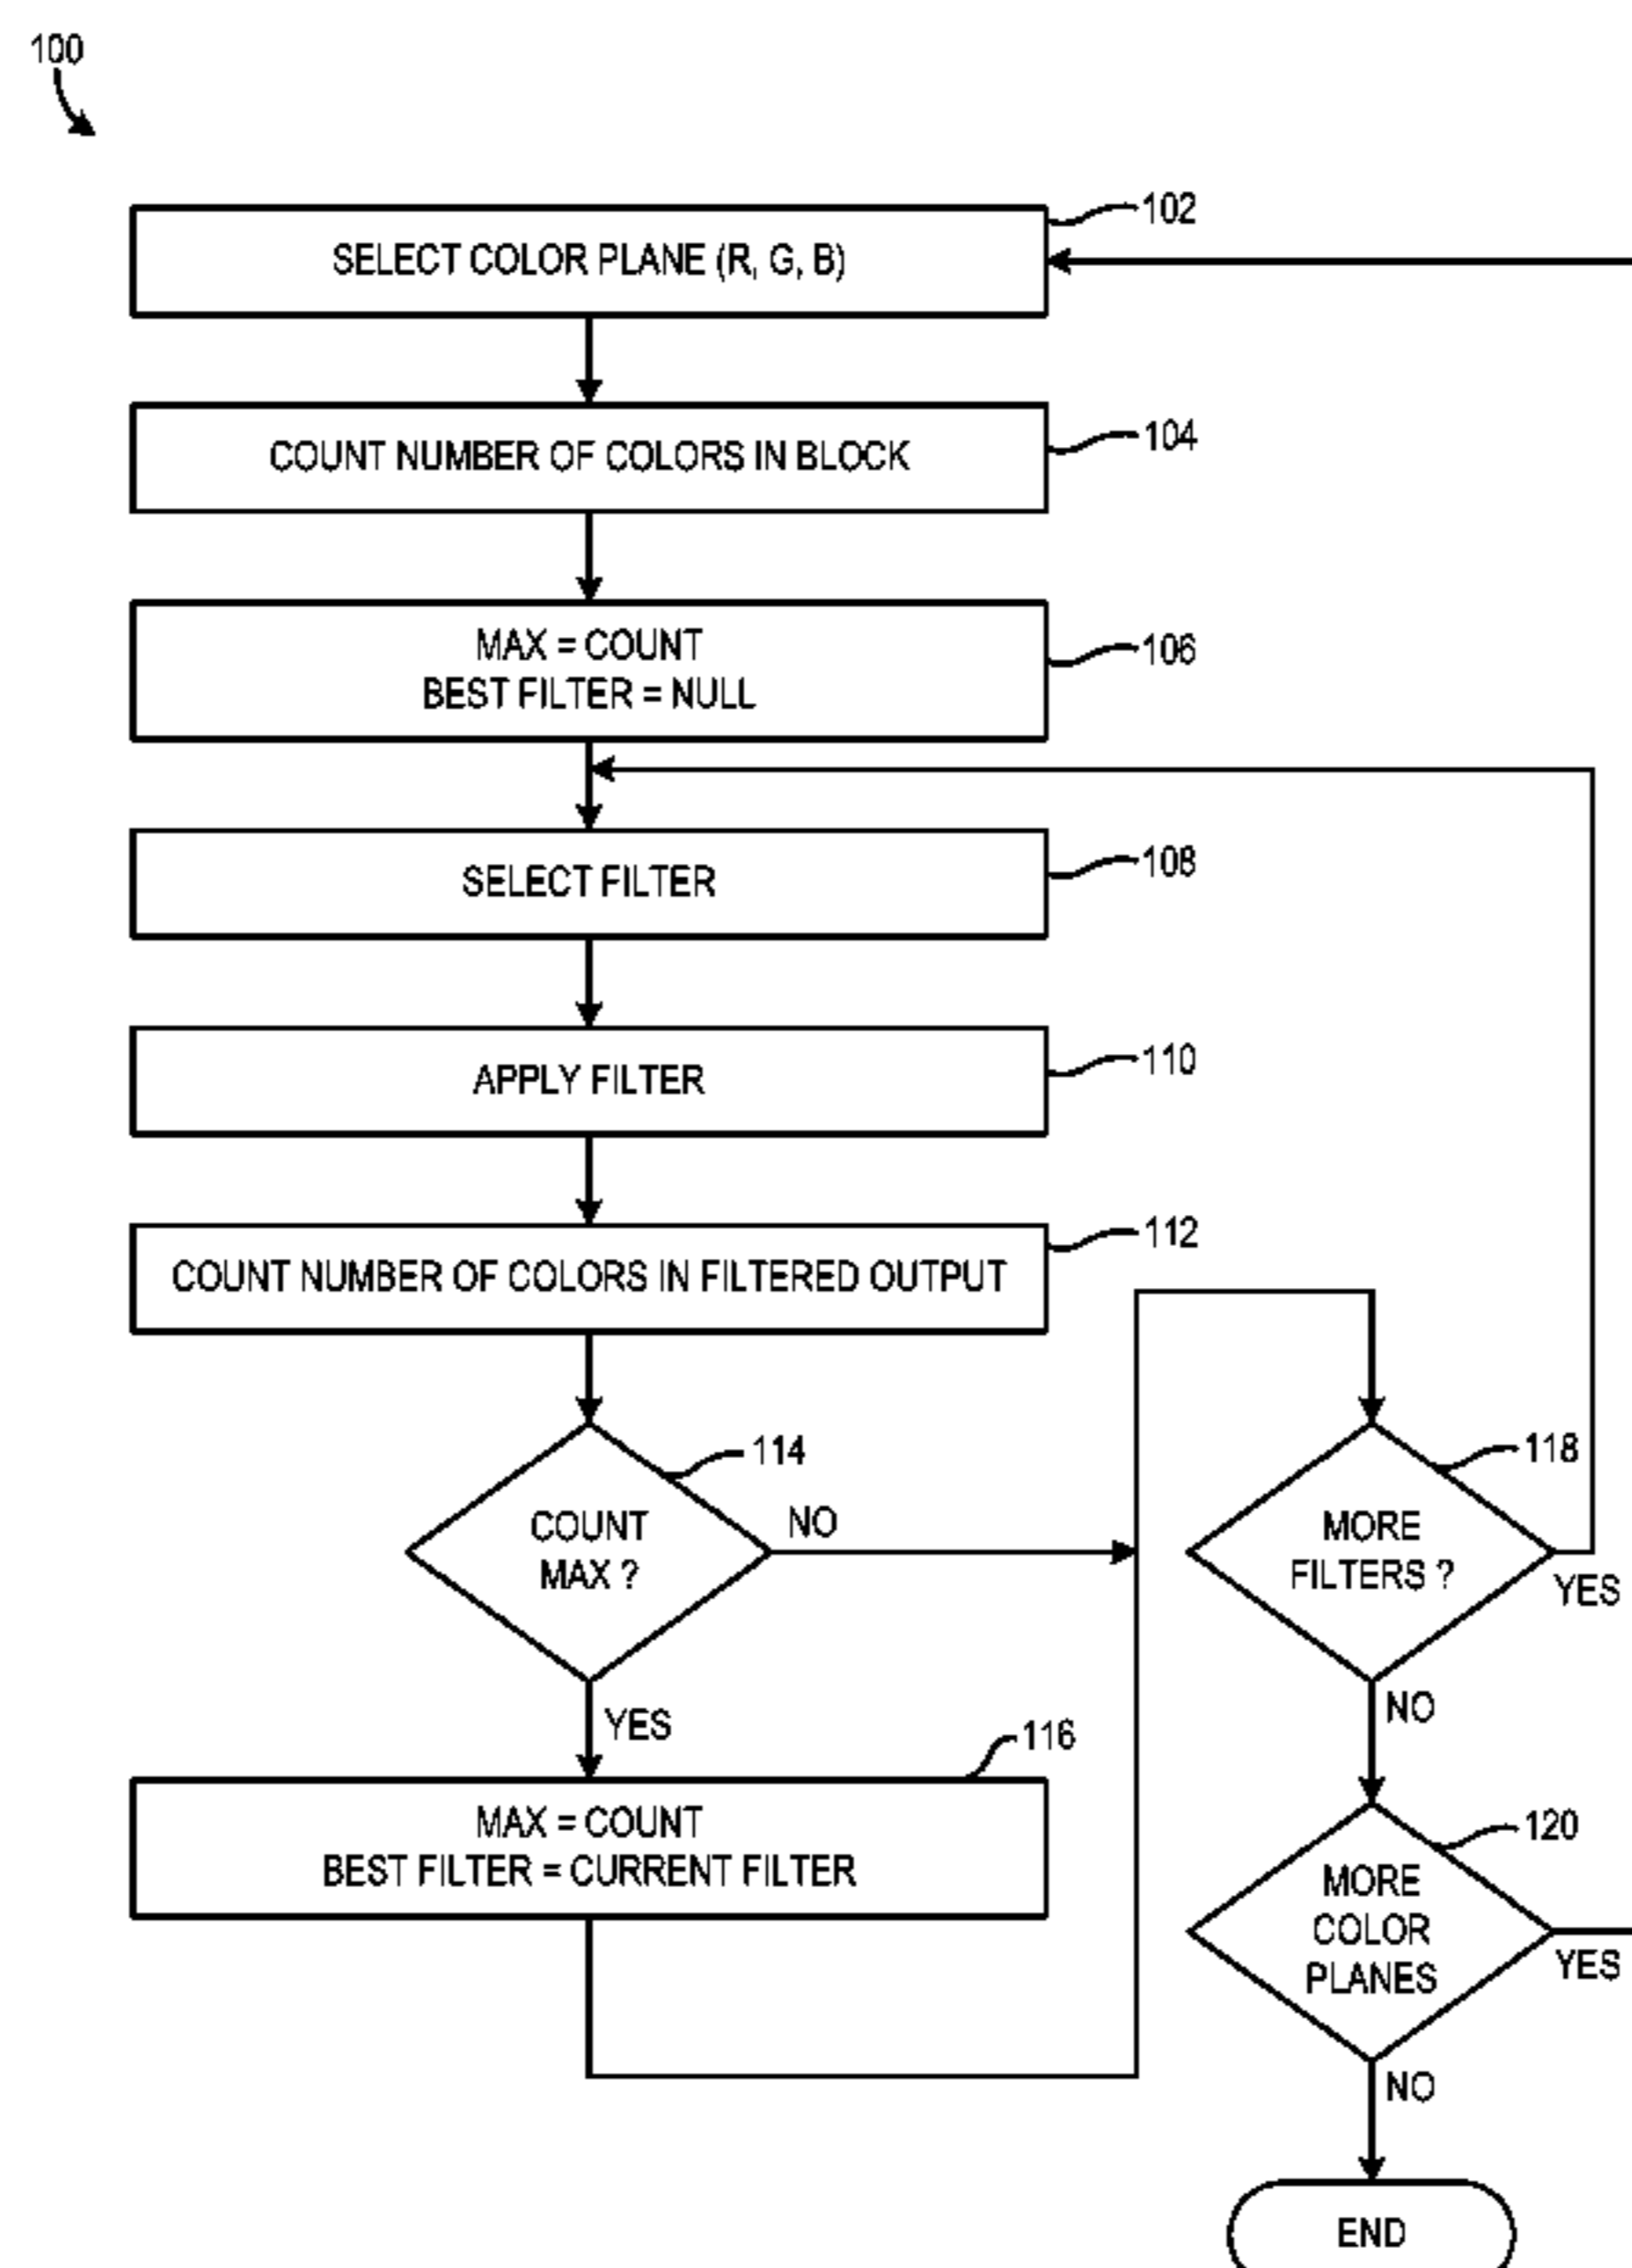 100
SELECT COLOR PLANE (R, G, B)
102
COUNT NUMBER OF COLORS IN BLOCK
104
MAX = COUNT
BEST FILTER = NULL
106
SELECT FILTER
108
APPLY FILTER
110
COUNT NUMBER OF COLORS IN FILTERED OUTPUT
112
COUNT
MAX ?
114
NO
YES
MAX = COUNT
BEST FILTER = CURRENT FILTER
116
MORE
FILTERS ?
118
YES
NO
MORE
COLOR
PLANES
120
YES
NO
END